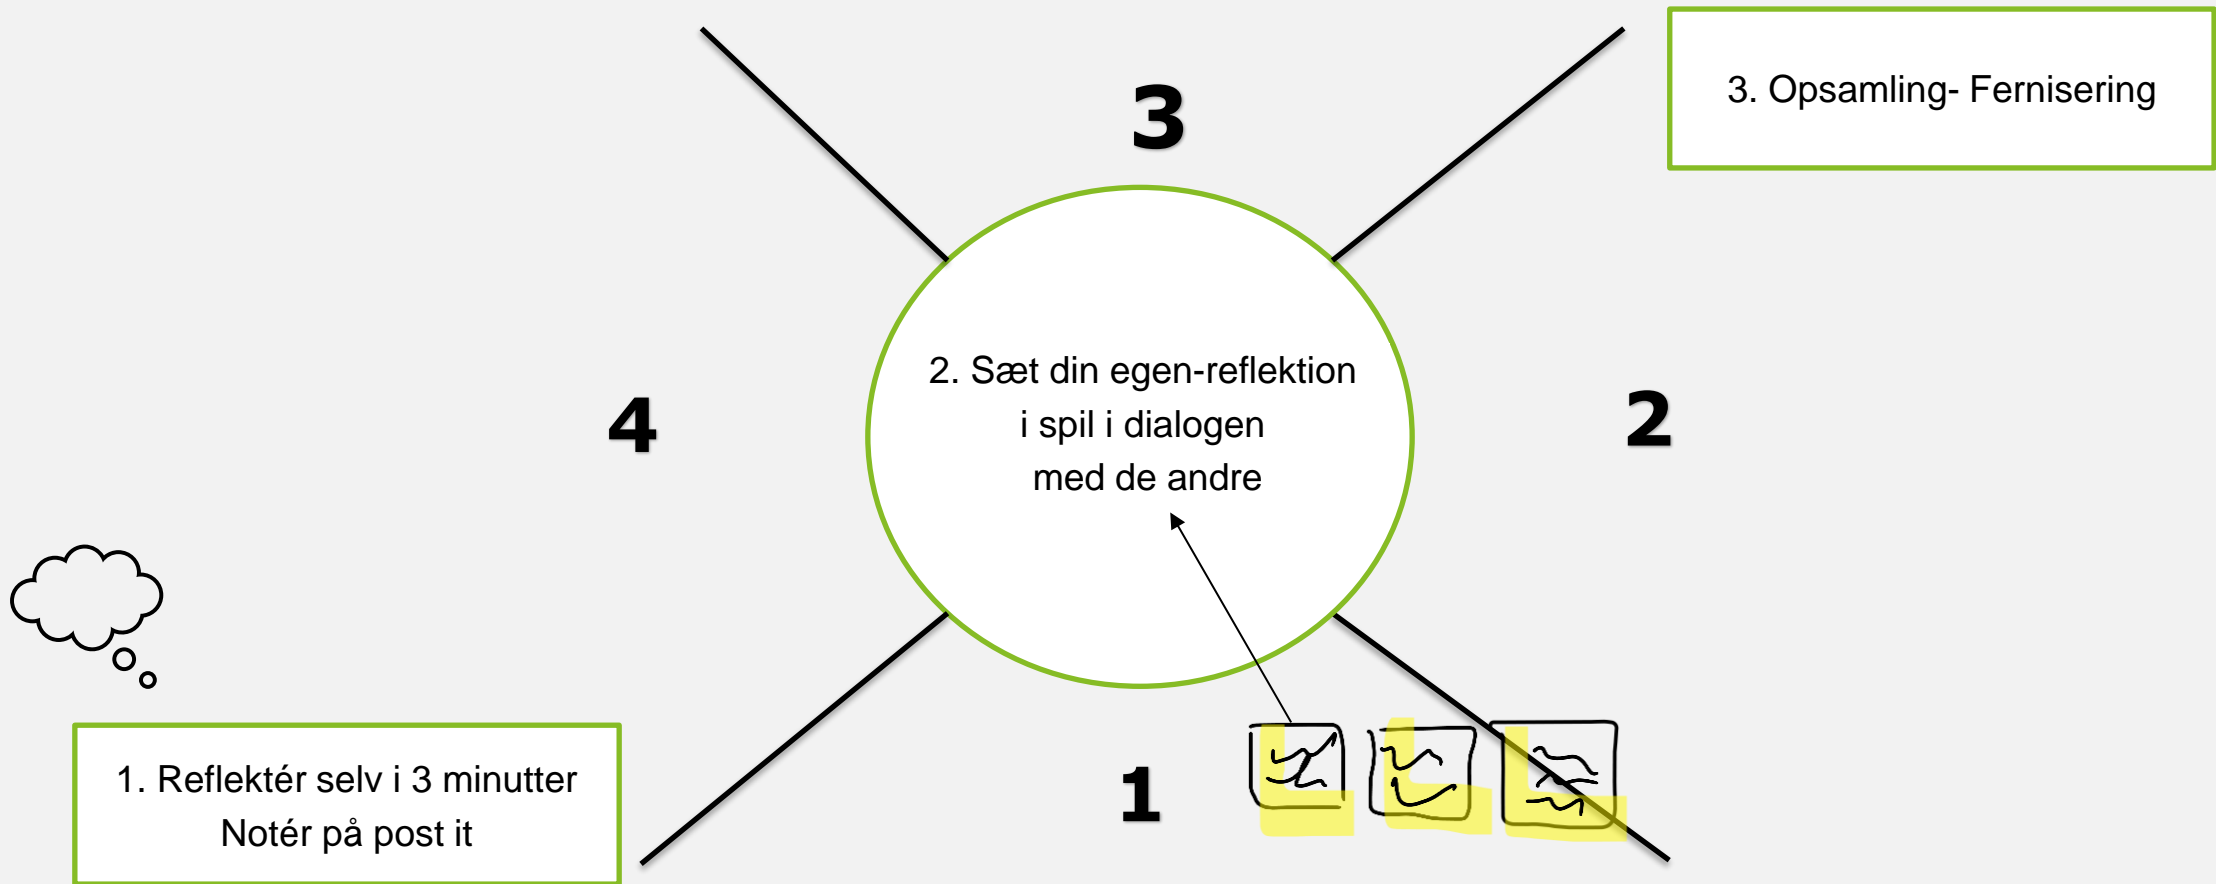 3. Opsamling- Fernisering
3
2. Sæt din egen-reflektion
i spil i dialogen
med de andre
4
2
1. Reflektér selv i 3 minutter
Notér på post it
1